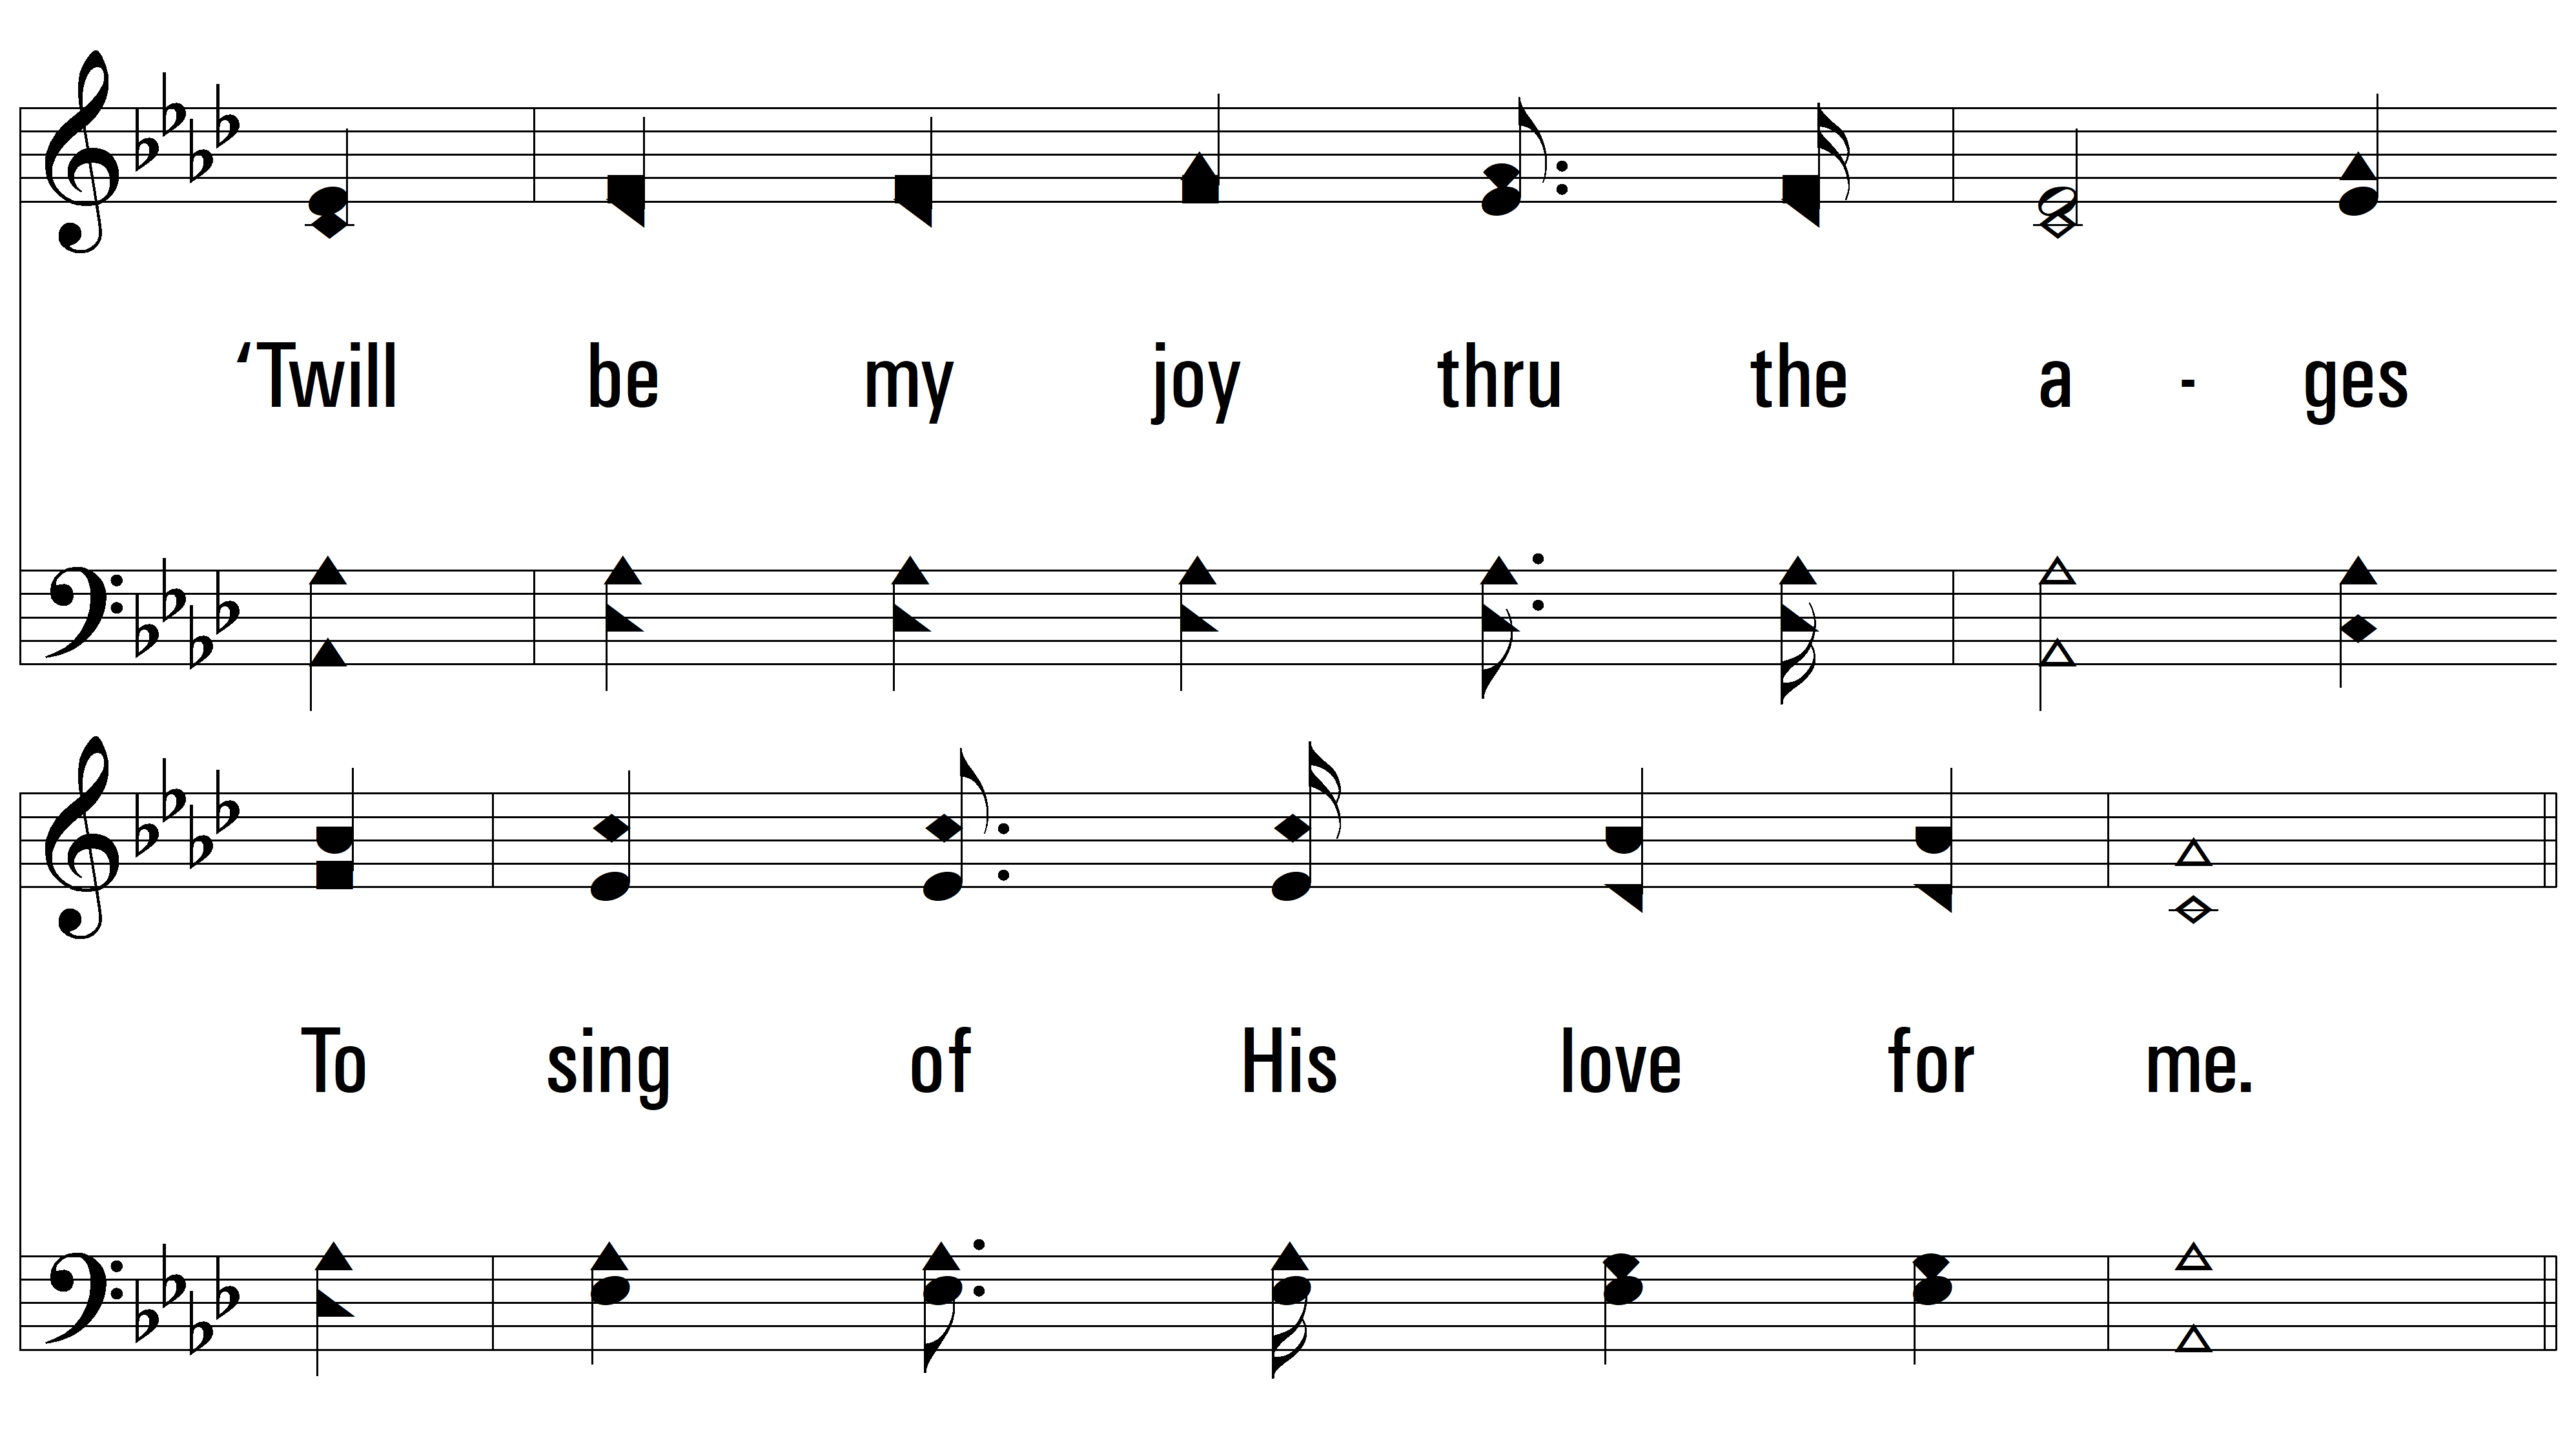 ‘Twill be my joy thru the a - ges
To sing of His love for me.